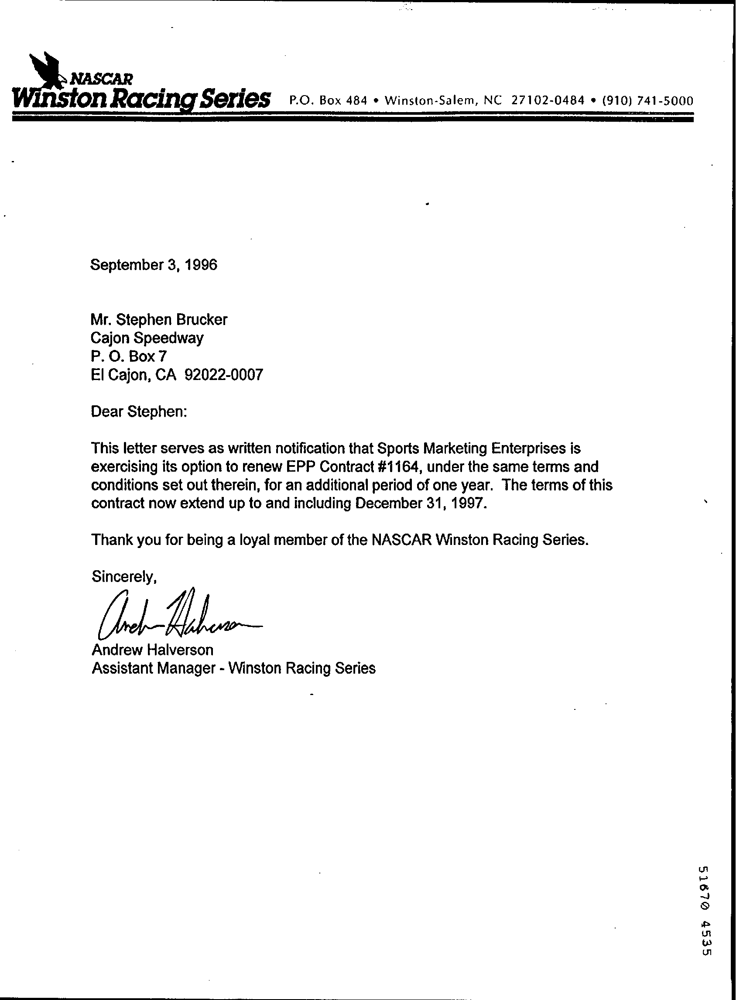 NASCAR
Winston Racing Series P.O. Box 484 • Winston-Salem, NC 27102-0484 • (910) 741-5000
September 3, 1996
Mr. Stephen Brucker
Cajon Speedway
P. O. Box 7
El Cajon, CA 92022-0007
Dear Stephen:
This letter serves as written notification that Sports Marketing Enterprises is
exercising its option to renew EPP Contract #1164, under the same terms and
conditions set out therein, for an additional period of one year. The terms of this
contract now extend up to and including December 31, 1997.
Thank you for being a loyal member of the NASCAR Winston Racing Series.
Sincerely,
Andrew Halverson
Andrew Halverson
Assistant Manager - Winston Racing Series
51670 4535